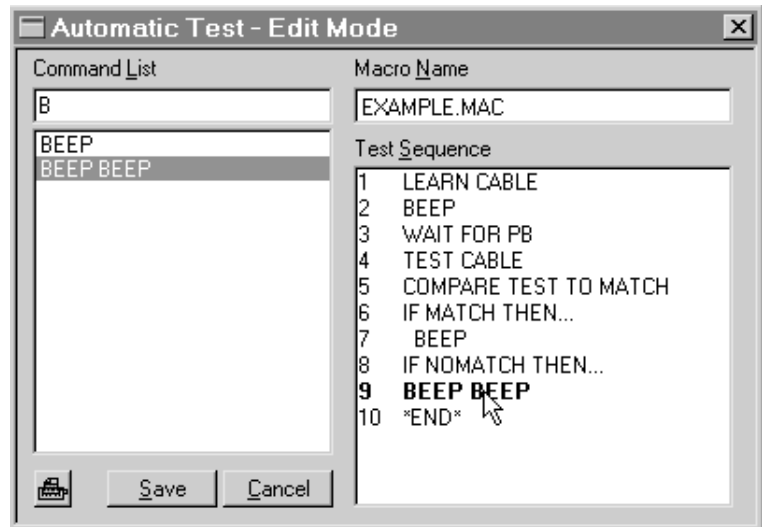 Automatic Test - Edit Mode
Command List
B
BEEP
BEEP BEEP
Macro Name
EXAMPLE.MAC
Test Sequence
1 LEARN CABLE
2 BEEP
3 WAIT FOR PB
4 TEST CABLE
5 COMPARE TEST TO MATCH
6 IF MATCH THEN...
7 BEEP
8 IF NOMATCH THEN...
9 BEEP BEEP
10 *END*
Save Cancel